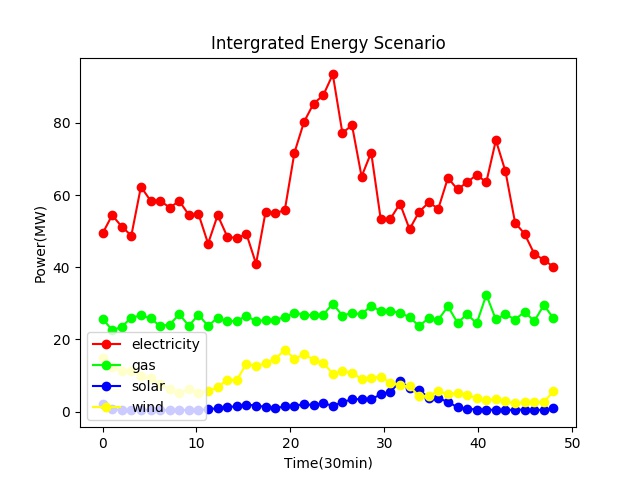 Intergrated Energy Scenario
Power(MW)
80
60
40
20
0
electricity
gas
solar
wind
0 10 20 30 40 50
Time(30min)